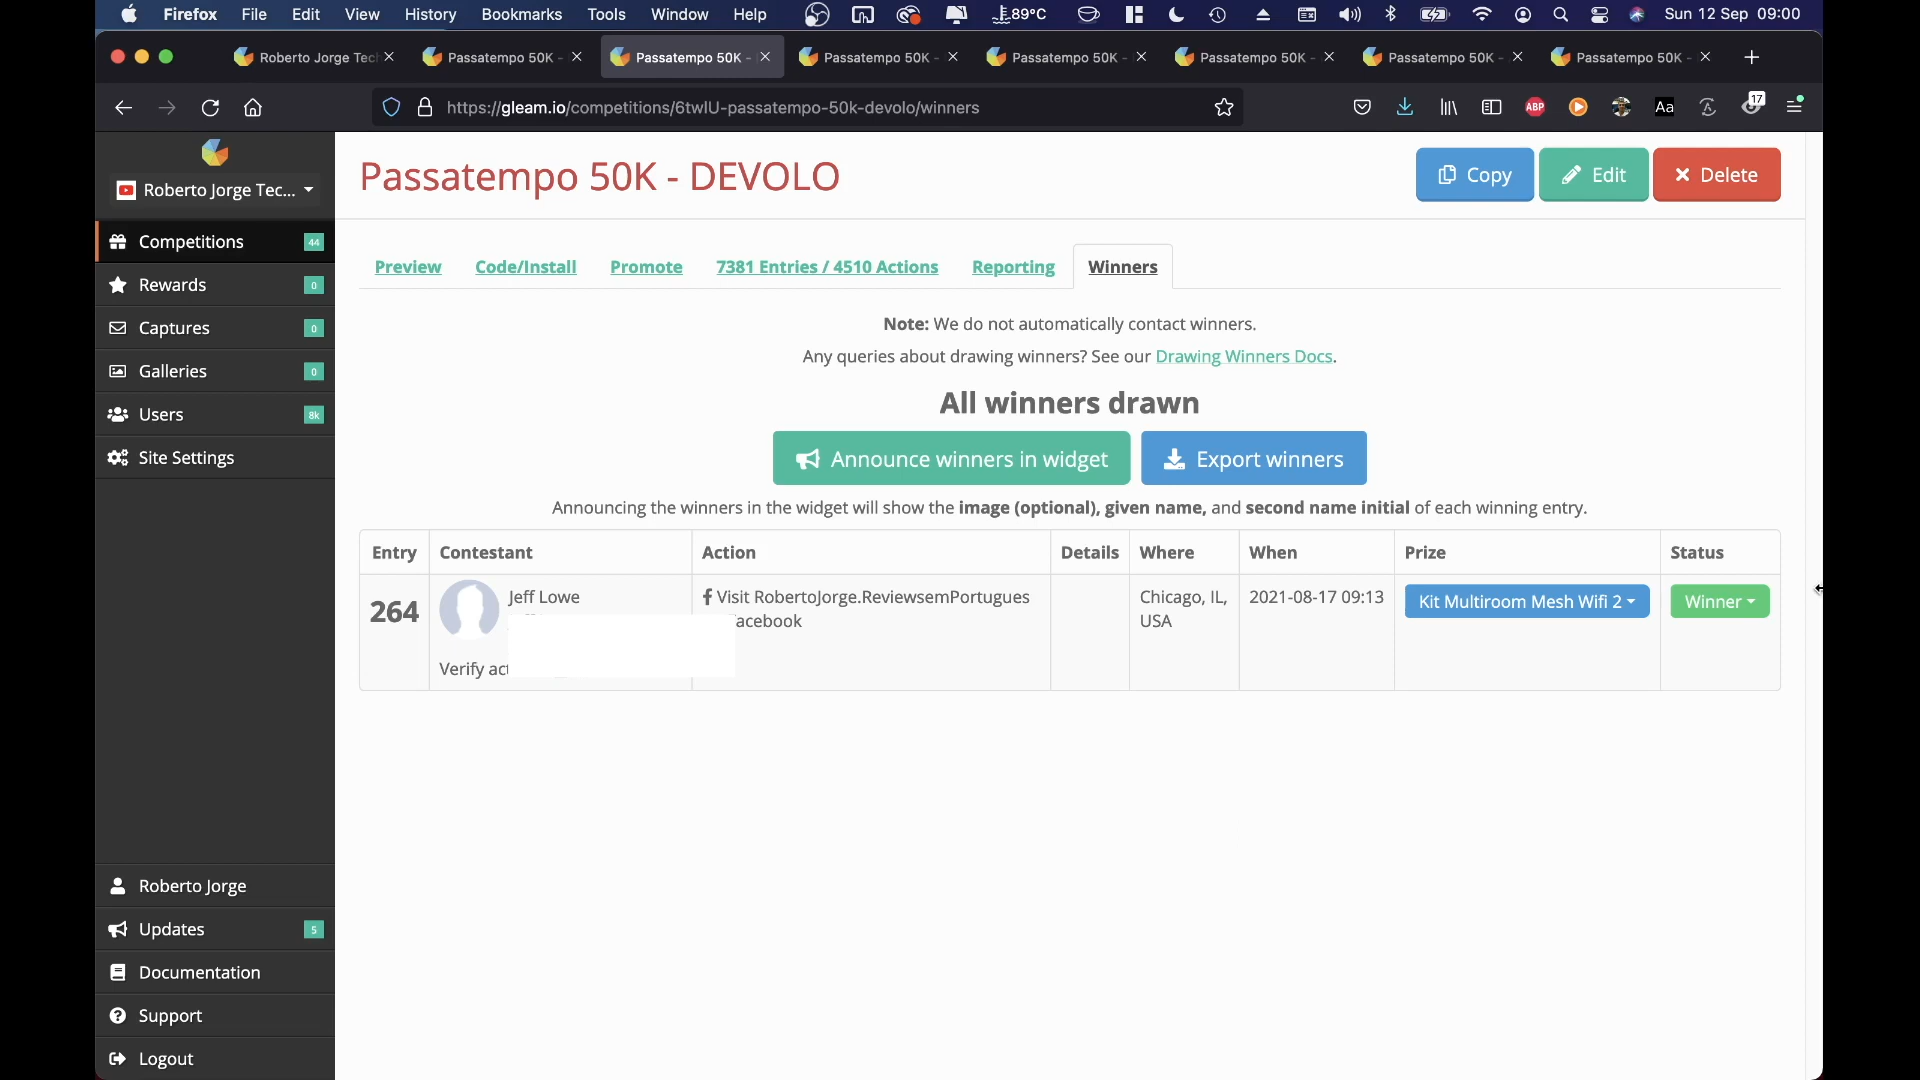 Firefox File Edit View History Bookmarks Tools Window Help 89°C Sun 12 Sep 09:00
Roberto Jorge Tec Passatempo 50K - Passatempo 50K - Passatempo 50K - Passatempo 50K - Passatempo 50K - Passatempo 50K - Passatempo 50K -
https://gleam.io/competitions/6twIU-passatempo-50k-devolo/winners ABP Aa 17
Roberto Jorge Tec...
Passatempo 50K - DEVOLO
Copy Edit Delete
Competitions 44
Rewards 0
Captures 0
Galleries 0
Users 8k
Site Settings
Preview Code/Install Promote 7381 Entries / 4510 Actions Reporting Winners
Note: We do not automatically contact winners.
Any queries about drawing winners? See our Drawing Winners Docs.
All winners drawn
Announce winners in widget Export winners
Announcing the winners in the widget will show the image (optional), given name, and second name initial of each winning entry.
Entry Contestant Action Details Where When Prize Status
264 Jeff Lowe Visit RobertoJorge.ReviewsemPortugues Chicago, IL, 2021-08-17 09:13 Kit Multiroom Mesh Wifi 2 Winner
acebook USA
Verify act
Roberto Jorge
Updates 5
Documentation
Support
Logout